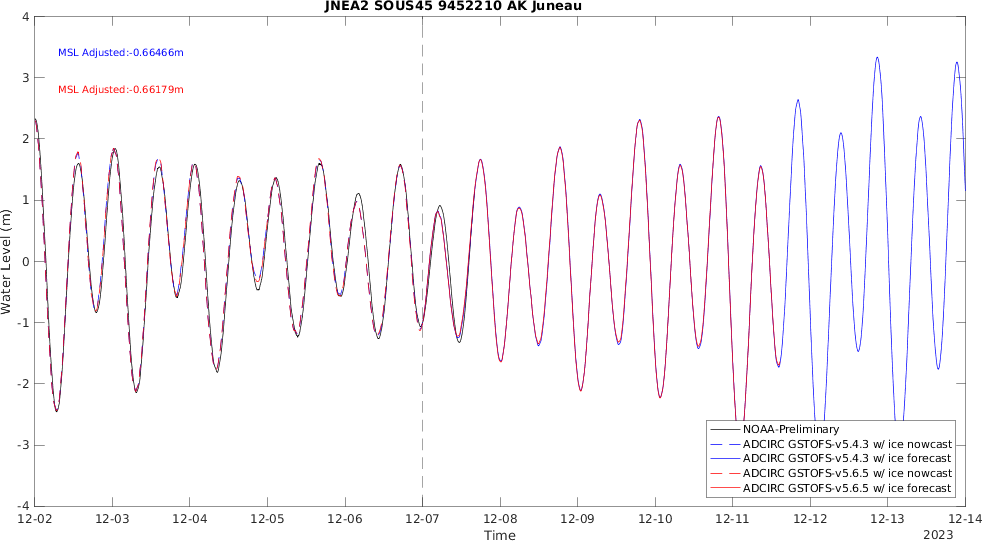 JNEA2 SOUS45 9452210 AK Juneau
4
MSL Adjusted:-0.66466m
3
MSL Adjusted:-0.66179m
2
1
0
-1
-2
-3
-4
Water Level (m)
NOAA-Preliminary
ADCIRC GSTOFS-v5.4.3 w/ ice nowcast
ADCIRC GSTOFS-v5.4.3 w/ ice forecast
ADCIRC GSTOFS-v5.6.5 w/ ice nowcast
ADCIRC GSTOFS-v5.6.5 w/ ice forecast
12-02 12-03 12-04 12-05 12-06 12-07 12-08 12-09 12-10 12-11 12-12 12-13 12-14
Time
2023